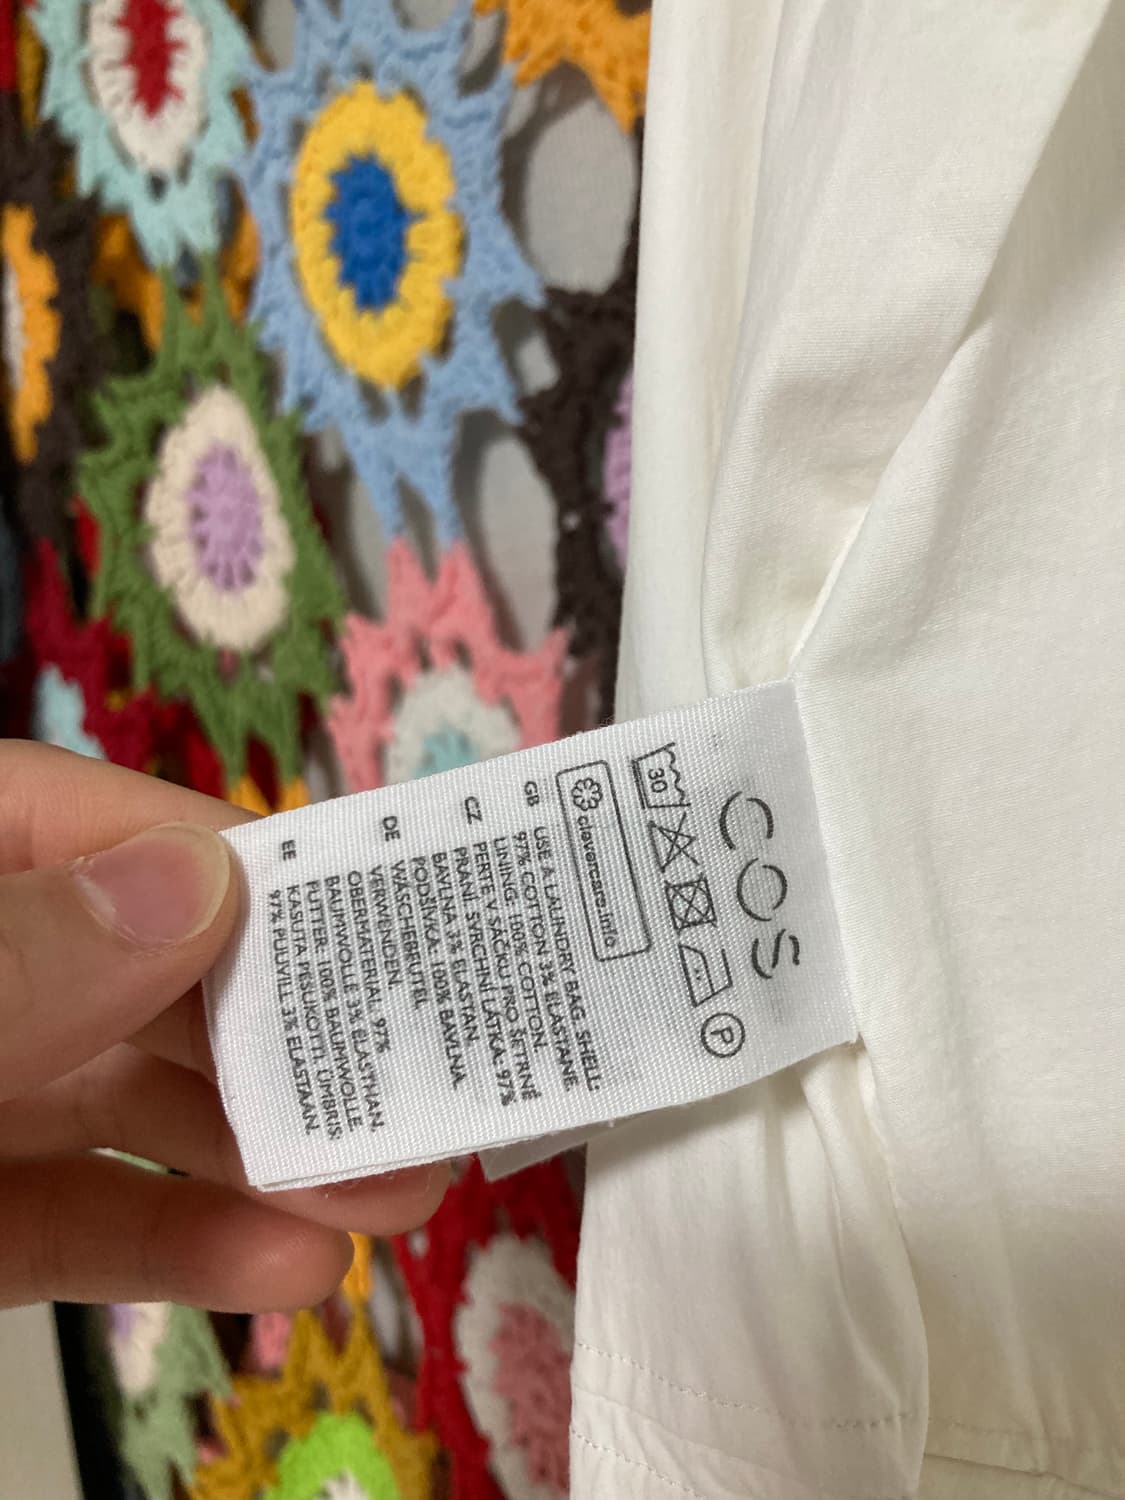 COS
30
P
clevercare.info
GB
USE A LAUNDRY BAG. SHELL:
97% COTTON 3% ELASTANE.
LINING: 100% COTTON.
CZ
PERTE V SÁČKU PRO ŠETRNÉ
PRANÍ. SVRCHNÍ LÁTKA: 97%
BAVLNA 3% ELASTAN.
PODŠÍVKA: 100% BAVLNA.
DE
WÄSCHEBEUTEL
VERWENDEN.
OBERMATERIAL: 97%
BAUMWOLLE 3% ELASTHAN.
FUTTER: 100% BAUMWOLLE.
EE
KASUTA PESUKOTTI. ÜMBRIS:
97% PUUVILL 3% ELASTAAN.